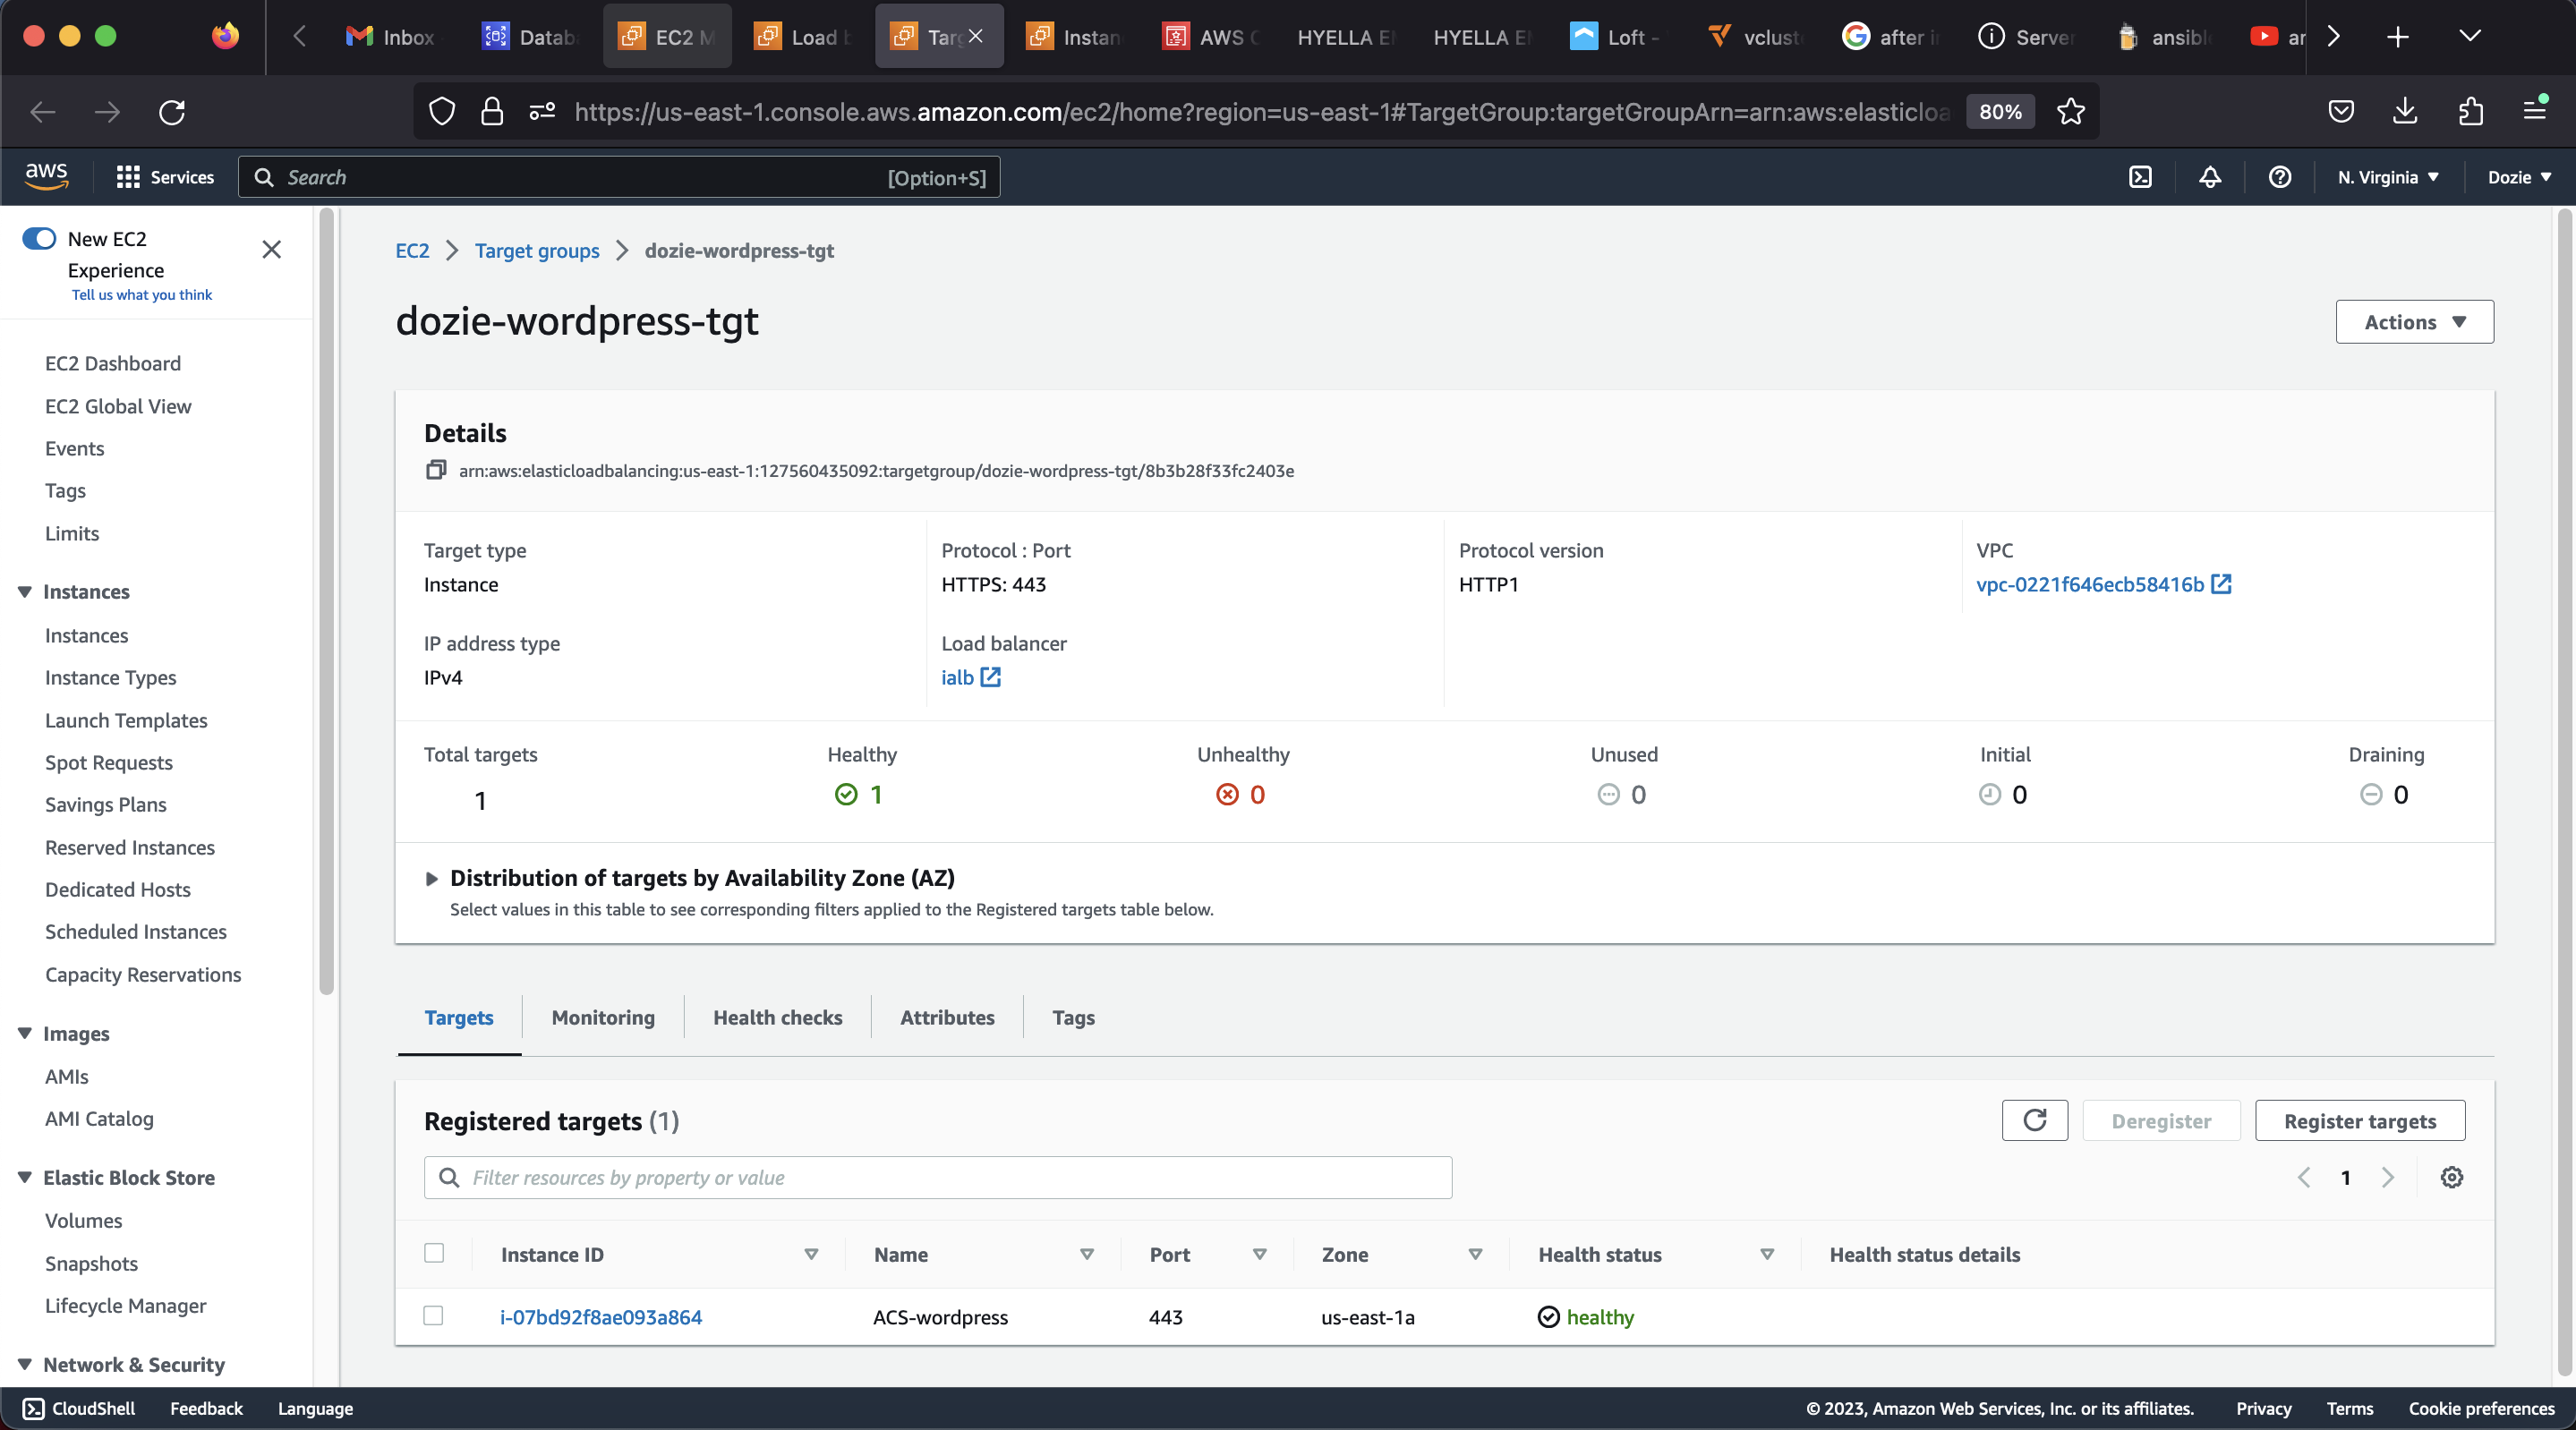 Inbox
EC2 M
Load b
Instan
AWS C
HYELLA
HYELLA
Loft -
vclust
after i
Server
https://us-east-1.console.aws.amazon.com/ec2/home?region=us-east-1#TargetGroup:targetGroupArn=arn:aws:elasticloa
80%
aws
Services
Search
[Option+S]
N. Virginia
Dozie
New EC2
Experience
Tell us what you think
EC2 Dashboard
EC2 Global View
Events
Tags
Limits
Instances
Instances
Instance Types
Launch Templates
Spot Requests
Savings Plans
Reserved Instances
Dedicated Hosts
Scheduled Instances
Capacity Reservations
Images
AMIs
AMI Catalog
Elastic Block Store
Volumes
Snapshots
Lifecycle Manager
Network & Security
EC2 > Target groups > dozie-wordpress-tgt
dozie-wordpress-tgt
Actions
Details
arn:aws:elasticloadbalancing:us-east-1:127560435092:targetgroup/dozie-wordpress-tgt/8b3b28f33fc2403e
Target type
Instance
Protocol : Port
HTTPS: 443
Protocol version
HTTP1
VPC
vpc-0221f646ecb58416b
IP address type
IPv4
Load balancer
ialb
Total targets
1
Healthy
1
Unhealthy
0
Unused
0
Initial
0
Draining
0
Distribution of targets by Availability Zone (AZ)
Select values in this table to see corresponding filters applied to the Registered targets table below.
Targets
Monitoring
Health checks
Attributes
Tags
Registered targets (1)
Deregister
Register targets
Filter resources by property or value
1
Instance ID
Name
Port
Zone
Health status
Health status details
i-07bd92f8ae093a864
ACS-wordpress
443
us-east-1a
healthy
CloudShell
Feedback
Language
© 2023, Amazon Web Services, Inc. or its affiliates.
Privacy
Terms
Cookie preferences